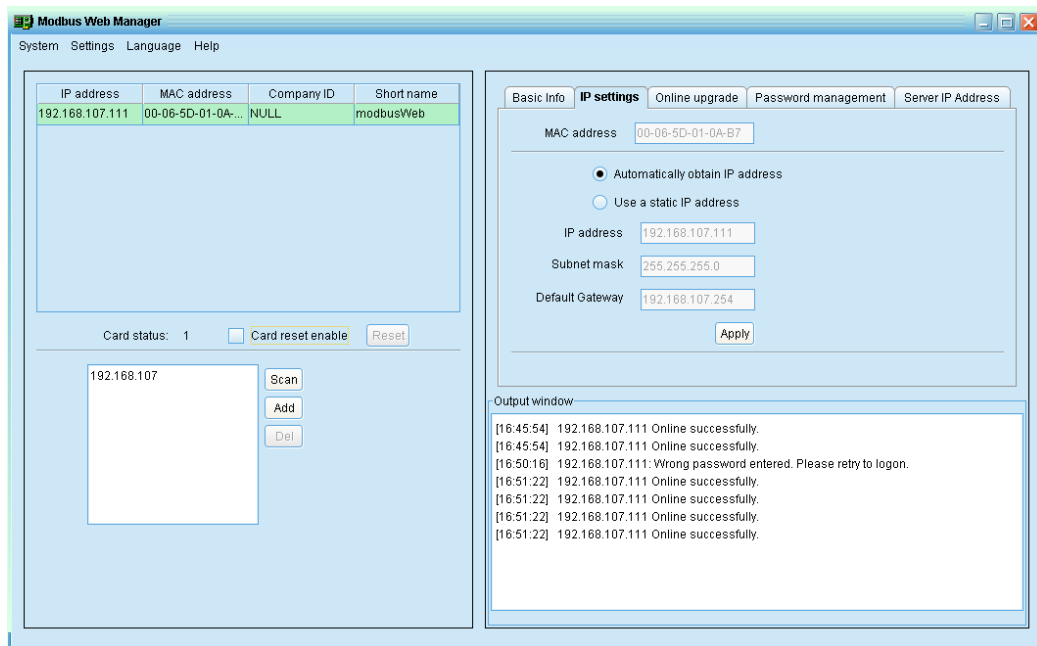 Modbus Web Manager
System Settings Language Help
IP address MAC address Company ID Short name
192.168.107.111 00-06-5D-01-0A-... NULL modbusWeb
Card status: 1 Card reset enable Reset
192.168.107
Scan
Add
Del
Basic Info IP settings Online upgrade Password management Server IP Address
MAC address 00-06-5D-01-0A-B7
Automatically obtain IP address
Use a static IP address
IP address 192.168.107.111
Subnet mask 255.255.255.0
Default Gateway 192.168.107.254
Apply
Output window
[16:45:54] 192.168.107.111 Online successfully.
[16:45:54] 192.168.107.111 Online successfully.
[16:50:16] 192.168.107.111: Wrong password entered. Please retry to logon.
[16:51:22] 192.168.107.111 Online successfully.
[16:51:22] 192.168.107.111 Online successfully.
[16:51:22] 192.168.107.111 Online successfully.
[16:51:22] 192.168.107.111 Online successfully.